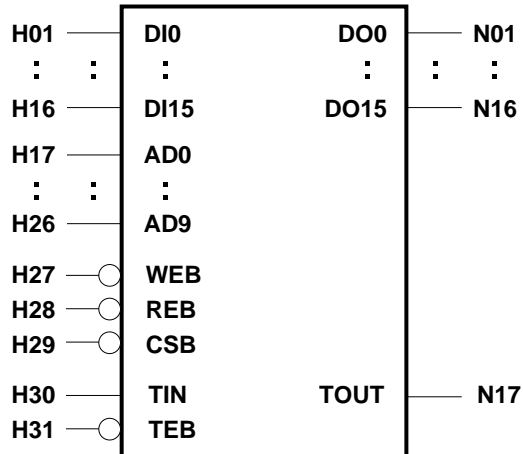 H01 DI0 DO0 N01
: : : : : :
H16 DI15 DO15 N16
H17 AD0
: : :
H26 AD9
H27 WEB
H28 REB
H29 CSB
H30 TIN TOUT N17
H31 TEB